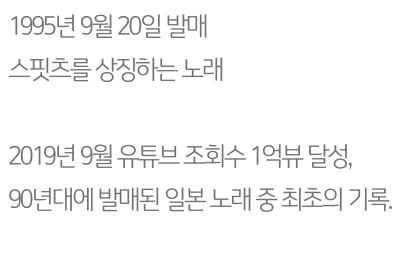 1995년 9월 20일 발매
스핏츠를 상징하는 노래
2019년 9월 유튜브 조회수 1억뷰 달성,
90년대에 발매된 일본 노래 중 최초의 기록.